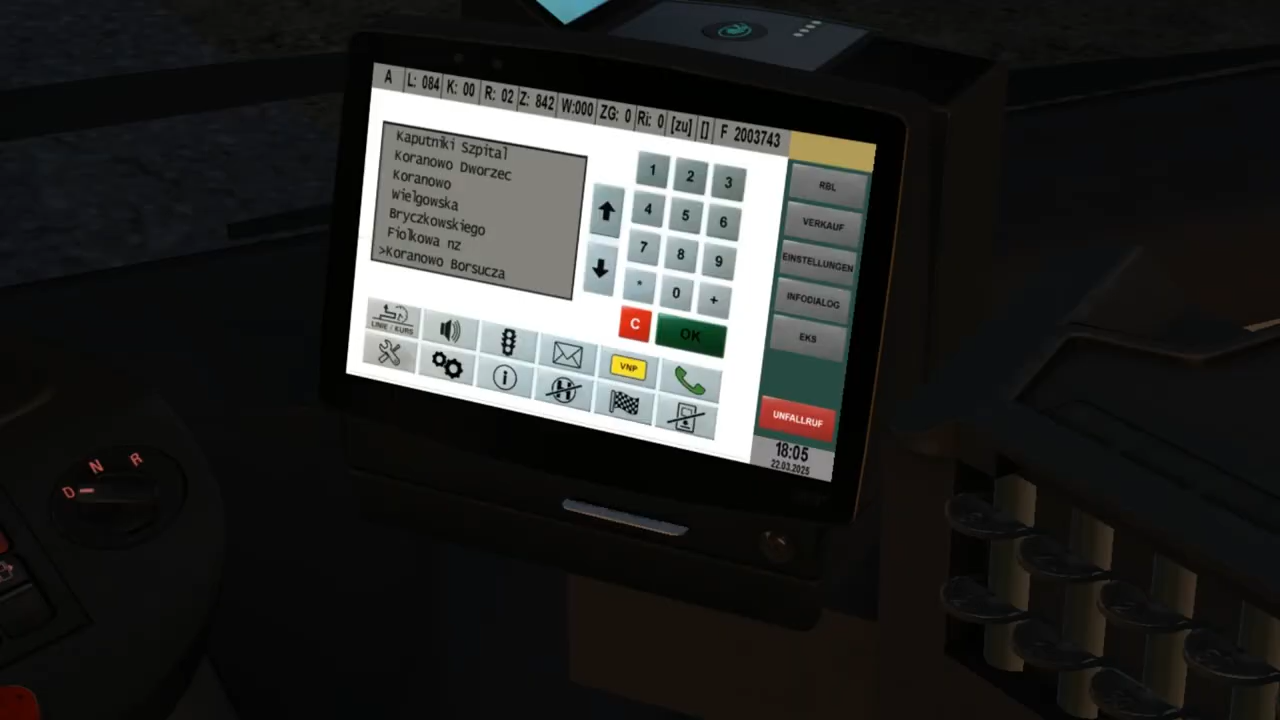 A L: 084 K: 00 R: 02 Z: 842 W:000 ZG: 0 Ri: 0 [zu] [] F 2003743
Kaputniki Szpital
Koranowo Dworzec
Koranowo
Wielgowska
Bryczkowskiego
Fiolkowa nz
>Koranowo Borsucza
1 2 3
4 5 6
7 8 9
* 0 +
C OK
LINIE / KURS
VNP
RBL
VERKAUF
EINSTELLUNGEN
INFODIALOG
EKS
UNFALLRUF
18:05
22.03.2025
D N R